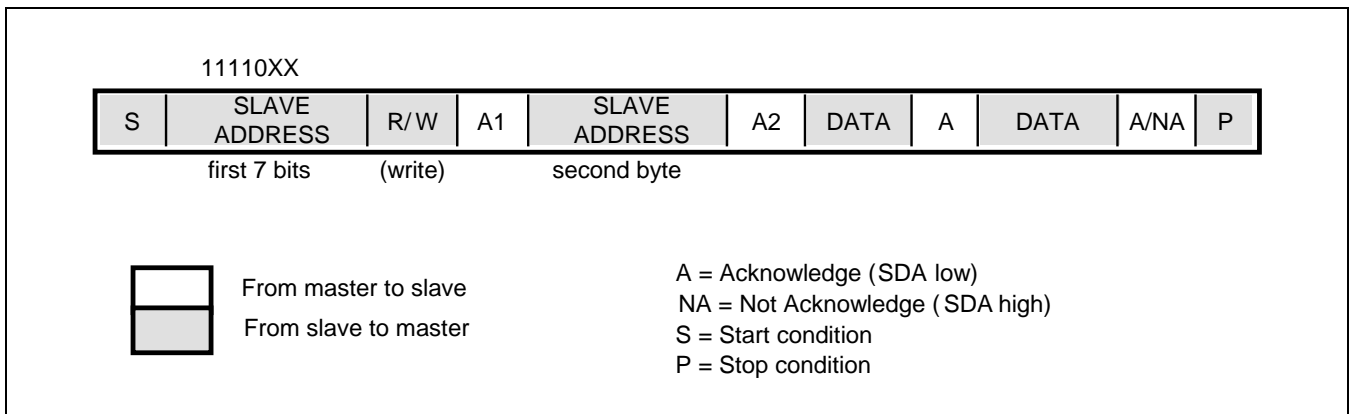 11110XX
S SLAVE ADDRESS R/W A1 SLAVE ADDRESS A2 DATA A DATA A/NA P
first 7 bits (write) second byte
From master to slave
From slave to master
A = Acknowledge (SDA low)
NA = Not Acknowledge (SDA high)
S = Start condition
P = Stop condition